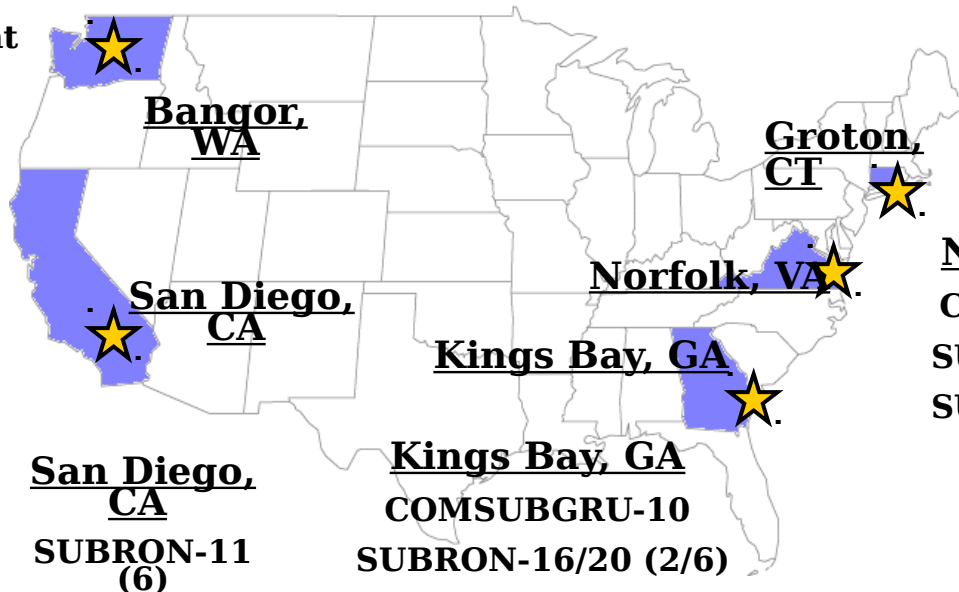 Bangor,
WA
Groton,
CT
Norfolk, VA
San Diego,
CA
Kings Bay, GA
San Diego,
CA
SUBRON-11
(6)
Kings Bay, GA
COMSUBGRU-10
SUBRON-16/20 (2/6)